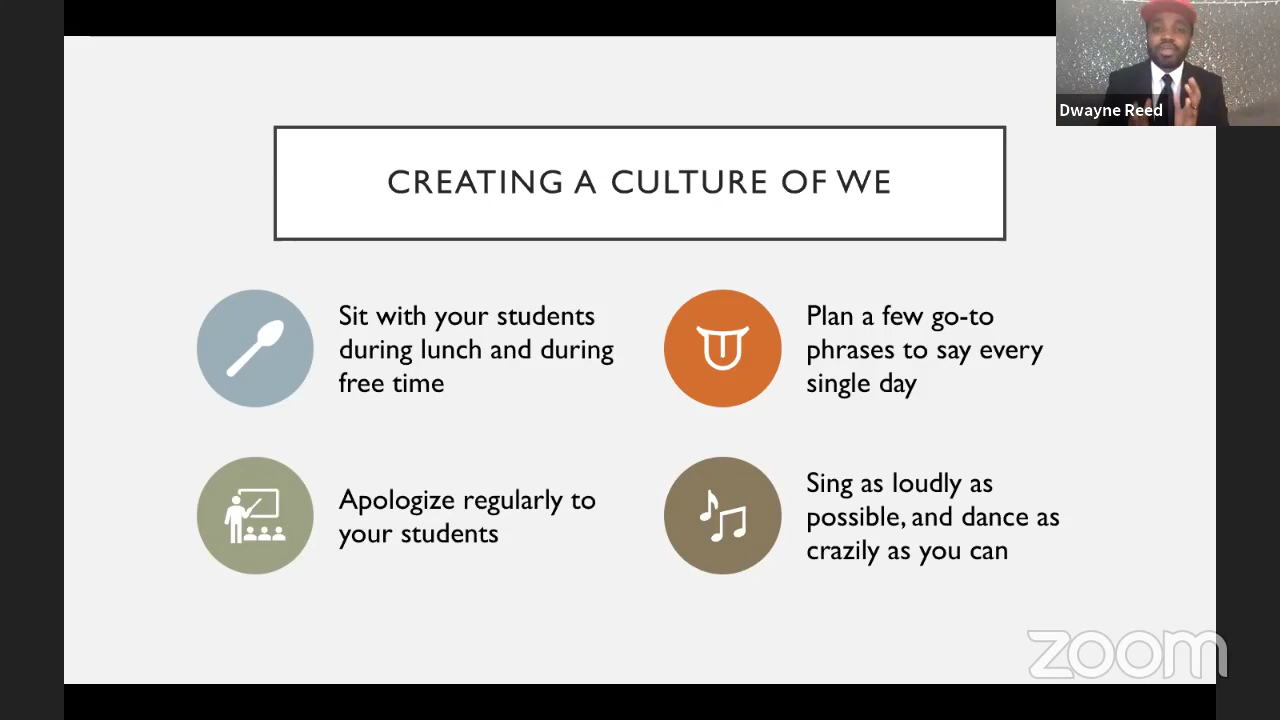 Dwayne Reed
CREATING A CULTURE OF WE
Sit with your students
during lunch and during
free time
Plan a few go-to
phrases to say every
single day
Apologize regularly to
your students
Sing as loudly as
possible, and dance as
crazily as you can
zoom